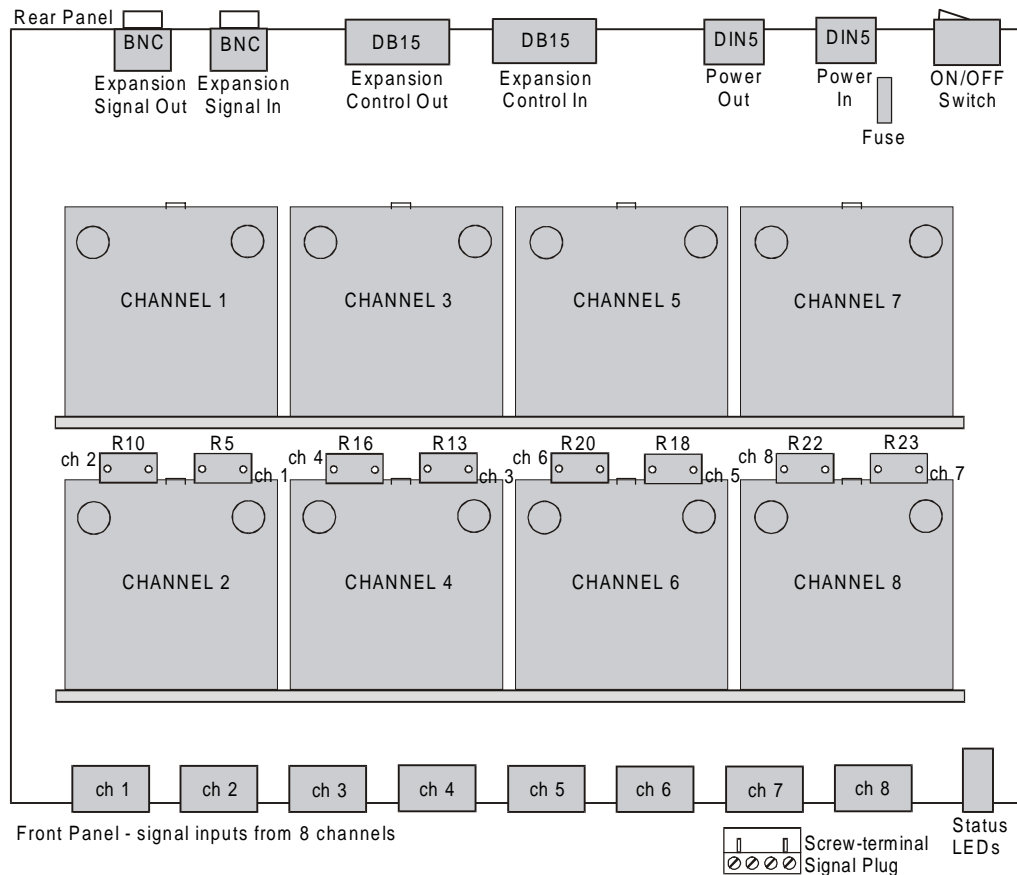 Rear Panel
BNC
BNC
DB15
DB15
DIN5
DIN5
Expansion
Signal Out
Expansion
Signal In
Expansion
Control Out
Expansion
Control In
Power
Out
Power
In
ON/OFF
Switch
Fuse
CHANNEL 1
CHANNEL 3
CHANNEL 5
CHANNEL 7
R10
R5
R16
R13
R20
R18
R22
R23
ch 2
ch 1
ch 4
ch 3
ch 6
ch 5
ch 8
ch 7
CHANNEL 2
CHANNEL 4
CHANNEL 6
CHANNEL 8
ch 1
ch 2
ch 3
ch 4
ch 5
ch 6
ch 7
ch 8
Front Panel - signal inputs from 8 channels
Screw-terminal
Signal Plug
Status
LEDs